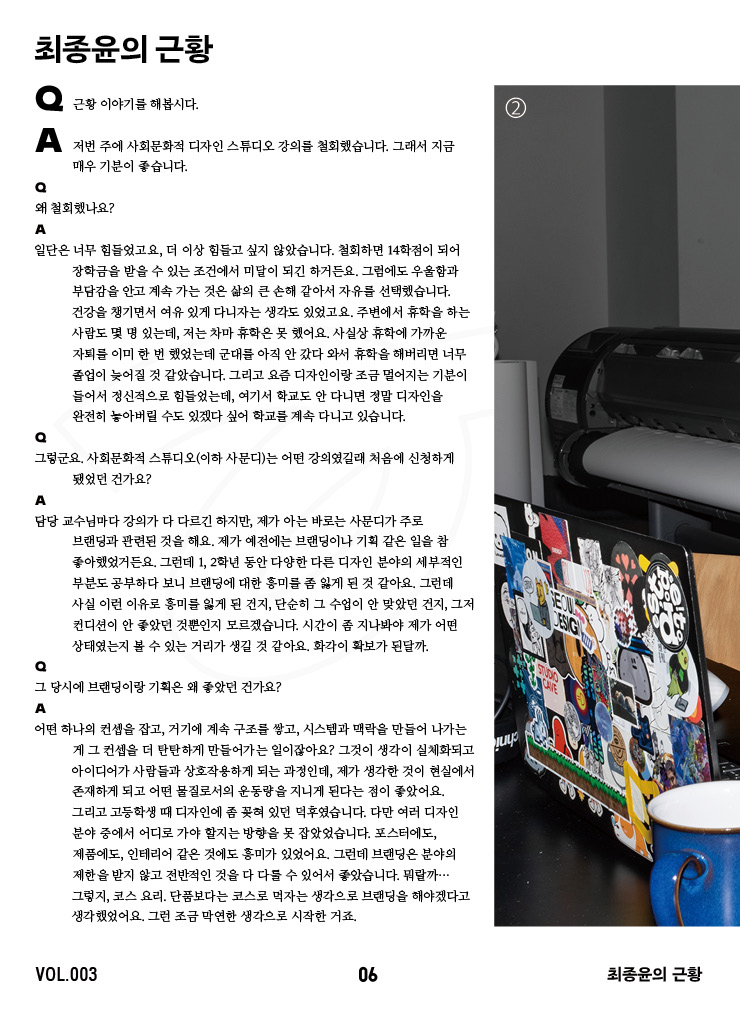 최종윤의 근황
Q 근황 이야기를 해봅시다.
A 저번 주에 사회문화적 디자인 스튜디오 강의를 철회했습니다. 그래서 지금
매우 기분이 좋습니다.
Q
왜 철회했나요?
A
일단은 너무 힘들었고요, 더 이상 힘들고 싶지 않았습니다. 철회하면 14학점이 되어
장학금을 받을 수 있는 조건에서 미달이 되긴 하거든요. 그럼에도 우울함과
부담감을 안고 계속 가는 것은 삶의 큰 손해 같아서 자유를 선택했습니다.
건강을 챙기면서 여유 있게 다니자는 생각도 있었고요. 주변에서 휴학을 하는
사람도 몇 명 있는데, 저는 차마 휴학은 못 했어요. 사실상 휴학에 가까운
자퇴를 이미 한 번 했었는데 군대를 아직 안 갔다 와서 휴학을 해버리면 너무
졸업이 늦어질 것 같았습니다. 그리고 요즘 디자인이랑 조금 멀어지는 기분이
들어서 정신적으로 힘들었는데, 여기서 학교도 안 다니면 정말 디자인을
완전히 놓아버릴 수도 있겠다 싶어 학교를 계속 다니고 있습니다.
Q
그렇군요. 사회문화적 스튜디오(이하 사문디)는 어떤 강의였길래 처음에 신청하게
됐었던 건가요?
A
담당 교수님마다 강의가 다 다르긴 하지만, 제가 아는 바로는 사문디가 주로
브랜딩과 관련된 것을 해요. 제가 예전에는 브랜딩이나 기획 같은 일을 참
좋아했었거든요. 그런데 1, 2학년 동안 다양한 다른 디자인 분야의 세부적인
부분도 공부하다 보니 브랜딩에 대한 흥미를 좀 잃게 된 것 같아요. 그런데
사실 이런 이유로 흥미를 잃게 된 건지, 단순히 그 수업이 안 맞았던 건지, 그저
컨디션이 안 좋았던 것뿐인지 모르겠습니다. 시간이 좀 지나봐야 제가 어떤
상태였는지 볼 수 있는 거리가 생길 것 같아요. 화각이 확보가 된달까.
Q
그 당시에 브랜딩이랑 기획은 왜 좋았던 건가요?
A
어떤 하나의 컨셉을 잡고, 거기에 계속 구조를 쌓고, 시스템과 맥락을 만들어 나가는
게 그 컨셉을 더 탄탄하게 만들어가는 일이잖아요? 그것이 생각이 실체화되고
아이디어가 사람들과 상호작용하게 되는 과정인데, 제가 생각한 것이 현실에서
존재하게 되고 어떤 물질로서의 운동량을 지니게 된다는 점이 좋았어요.
그리고 고등학생 때 디자인에 좀 꽂혀 있던 덕후였습니다. 다만 여러 디자인
분야 중에서 어디로 가야 할지는 방향을 못 잡았었습니다. 포스터에도,
제품에도, 인테리어 같은 것에도 흥미가 있었어요. 그런데 브랜딩은 분야의
제한을 받지 않고 전반적인 것을 다 다룰 수 있어서 좋았습니다. 뭐랄까…
그렇지, 코스 요리. 단품보다는 코스로 먹자는 생각으로 브랜딩을 해야겠다고
생각했었어요. 그런 조금 막연한 생각으로 시작한 거죠.
②
SEOUL
DESIGN
STUDIO
CAVE
VOL.003
06
최종윤의 근황